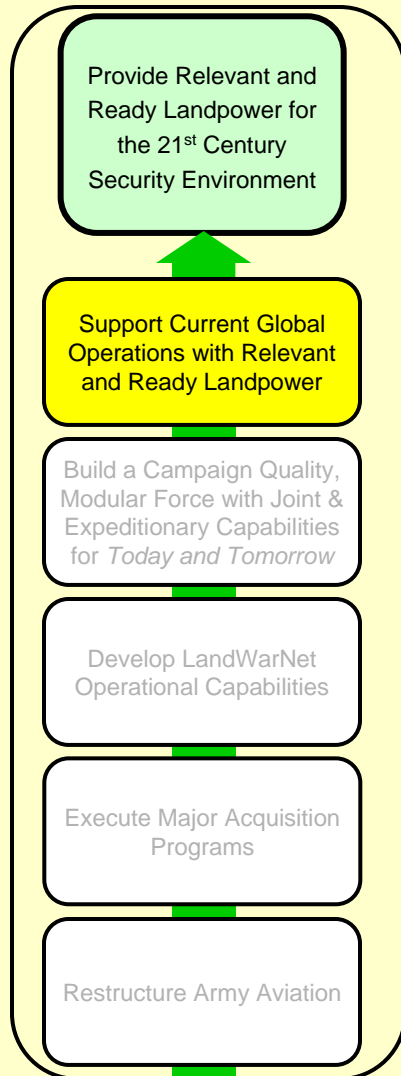 Provide Relevant and
Ready Landpower for
the 21st Century
Security Environment
Support Current Global
Operations with Relevant
and Ready Landpower
Build a Campaign Quality,
Modular Force with Joint &
Expeditionary Capabilities
for Today and Tomorrow
Develop LandWarNet
Operational Capabilities
Execute Major Acquisition
Programs
Restructure Army Aviation